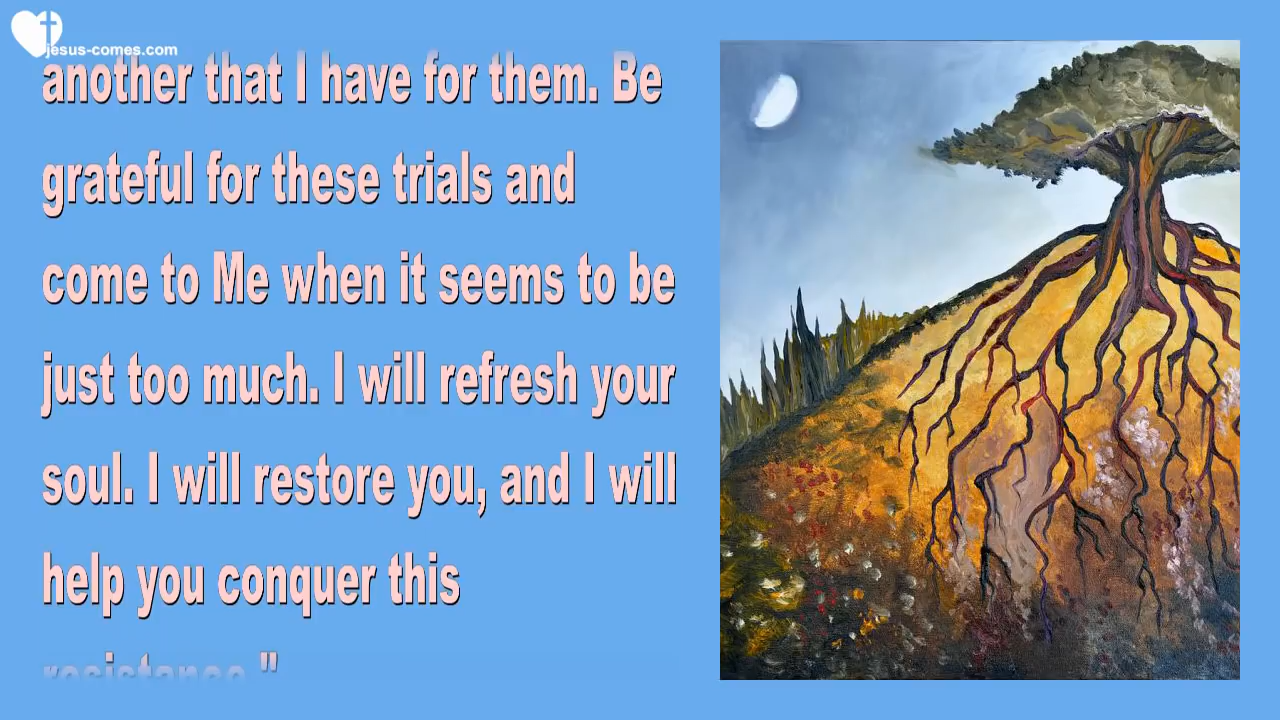 jesus-comes.com
another that I have for them. Be
grateful for these trials and
come to Me when it seems to be
just too much. I will refresh your
soul. I will restore you, and I will
help you conquer this
resistance."